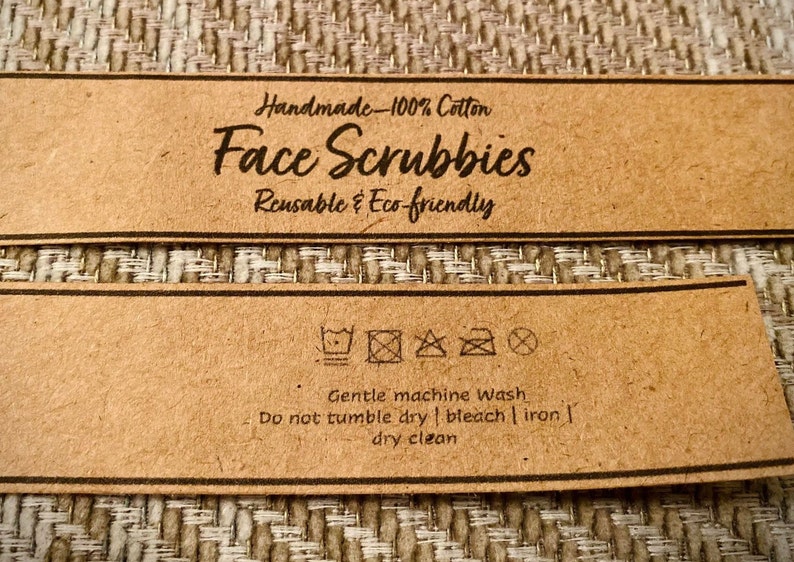 Handmade—100% Cotton
Face Scrubbies
Reusable & Eco-friendly
Gentle machine Wash
Do not tumble dry | bleach | iron |
dry clean